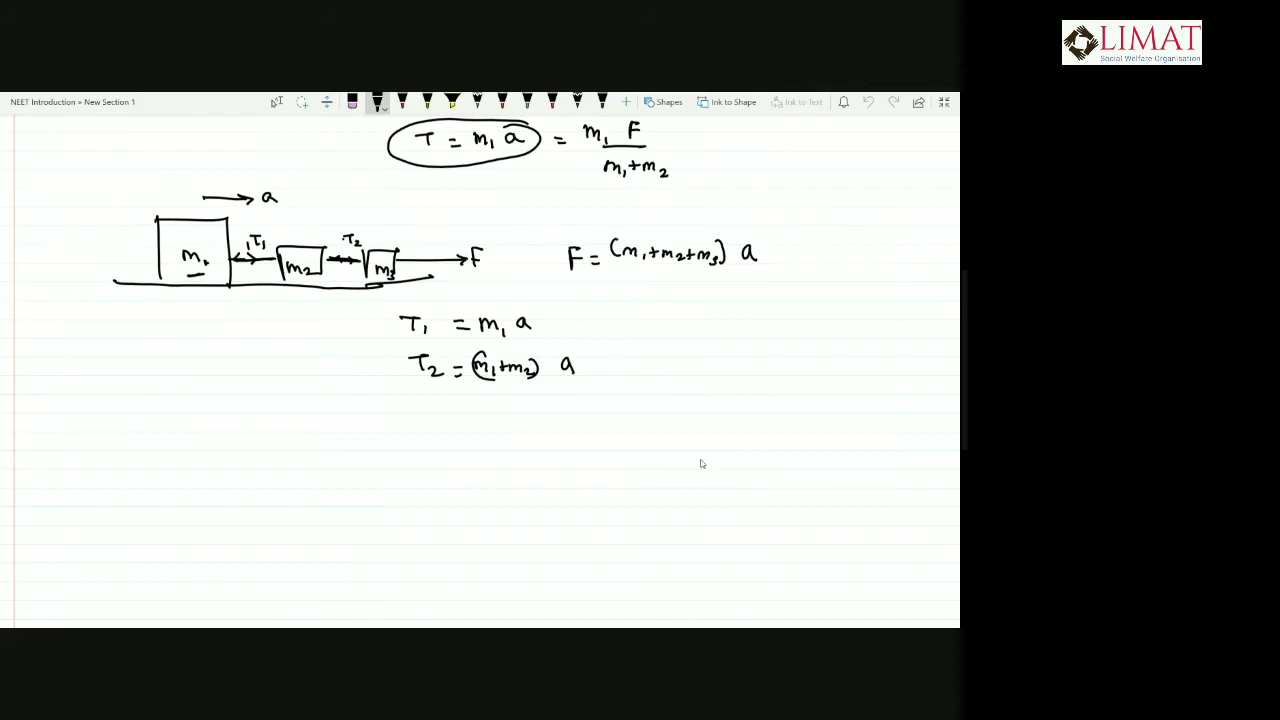 LIMAT
Social Welfare Organisation
NEET Introduction » New Section 1
Shapes Ink to Shape Ink to Text
T = m₁ a = m₁ F / m₁+m₂
→ a
m₁ T₁ m₂ T₂ m₃ → F
F = (m₁+m₂+m₃) a
T₁ = m₁ a
T₂ = (m₁+m₂) a